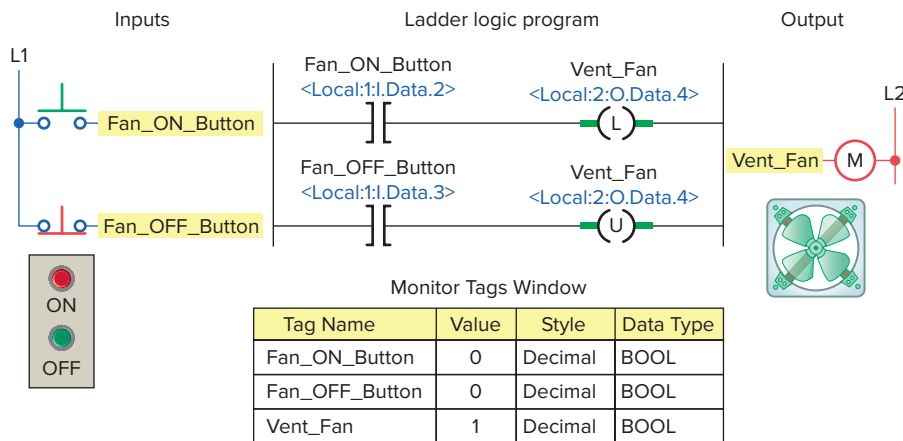 Inputs
Ladder logic program
Output
L1
Fan_ON_Button
<Local:1:I.Data.2>
Vent_Fan
<Local:2:O.Data.4>
L2
Fan_ON_Button
L
Fan_OFF_Button
<Local:1:I.Data.3>
Vent_Fan
<Local:2:O.Data.4>
Vent_Fan
M
Fan_OFF_Button
U
ON
OFF
Monitor Tags Window
Tag Name Value Style Data Type
Fan_ON_Button 0 Decimal BOOL
Fan_OFF_Button 0 Decimal BOOL
Vent_Fan 1 Decimal BOOL